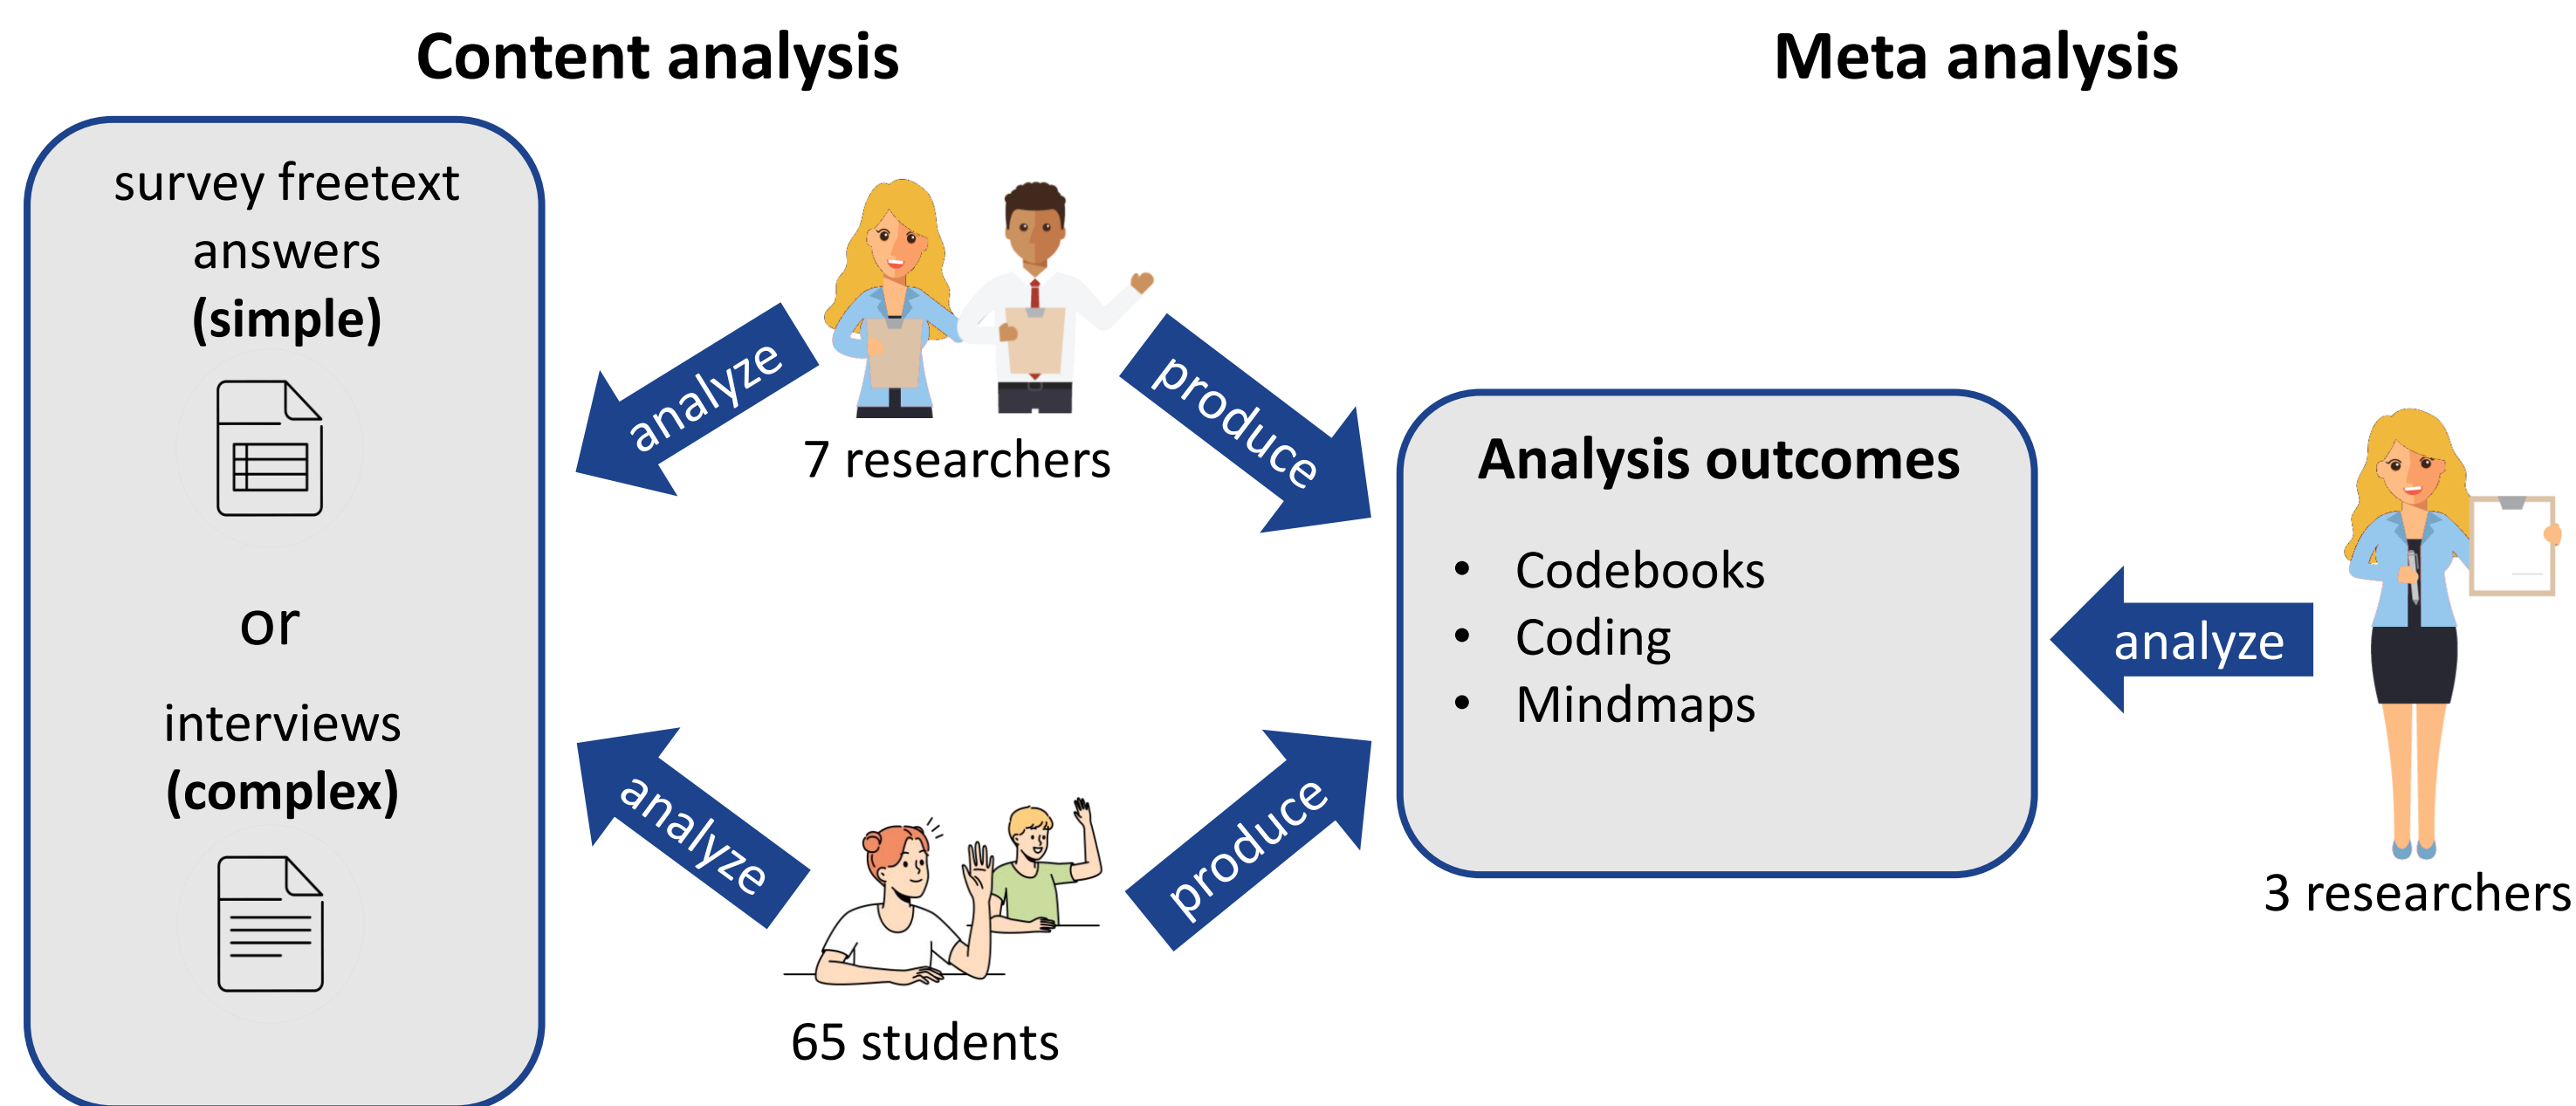 Content analysis
Meta analysis
survey freetext
answers
(simple)
or
interviews
(complex)
analyze
7 researchers
produce
analyze
65 students
produce
Analysis outcomes
• Codebooks
• Coding
• Mindmaps
analyze
3 researchers